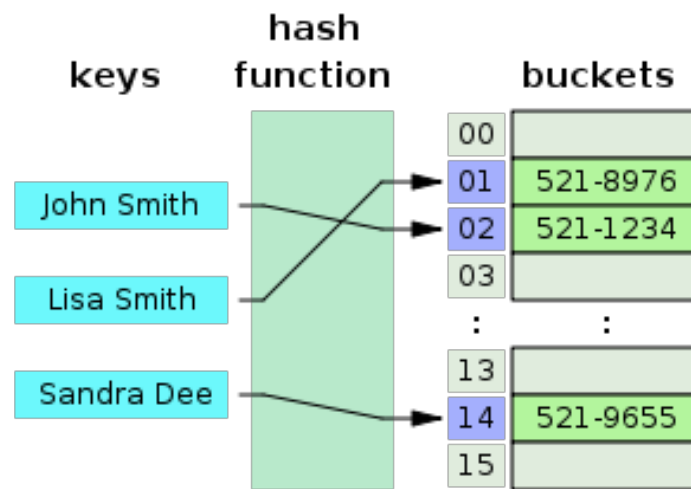 hash
keys function buckets
00
01 521-8976
John Smith
02 521-1234
03
Lisa Smith
: :
13
Sandra Dee
14 521-9655
15